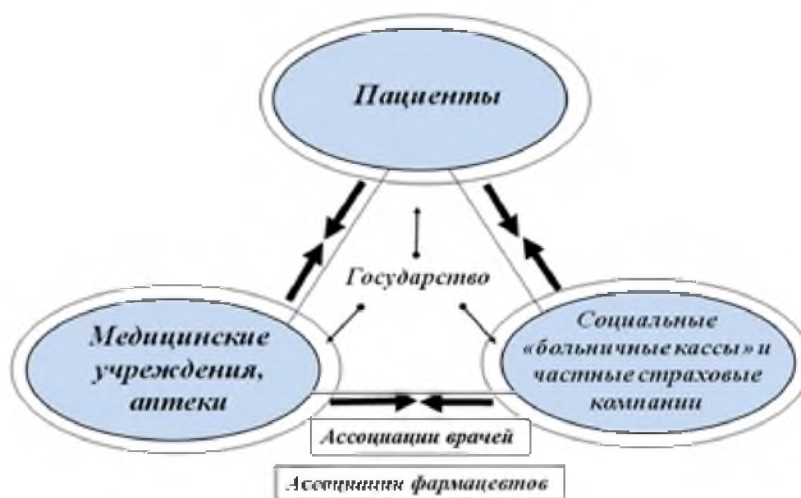 Пациенты
Государство
Медицинские
учреждения,
аптеки
Социальные
«больничные кассы» и
частные страховые
компании
Ассоциации врачей
Ассоциации фармацевтов